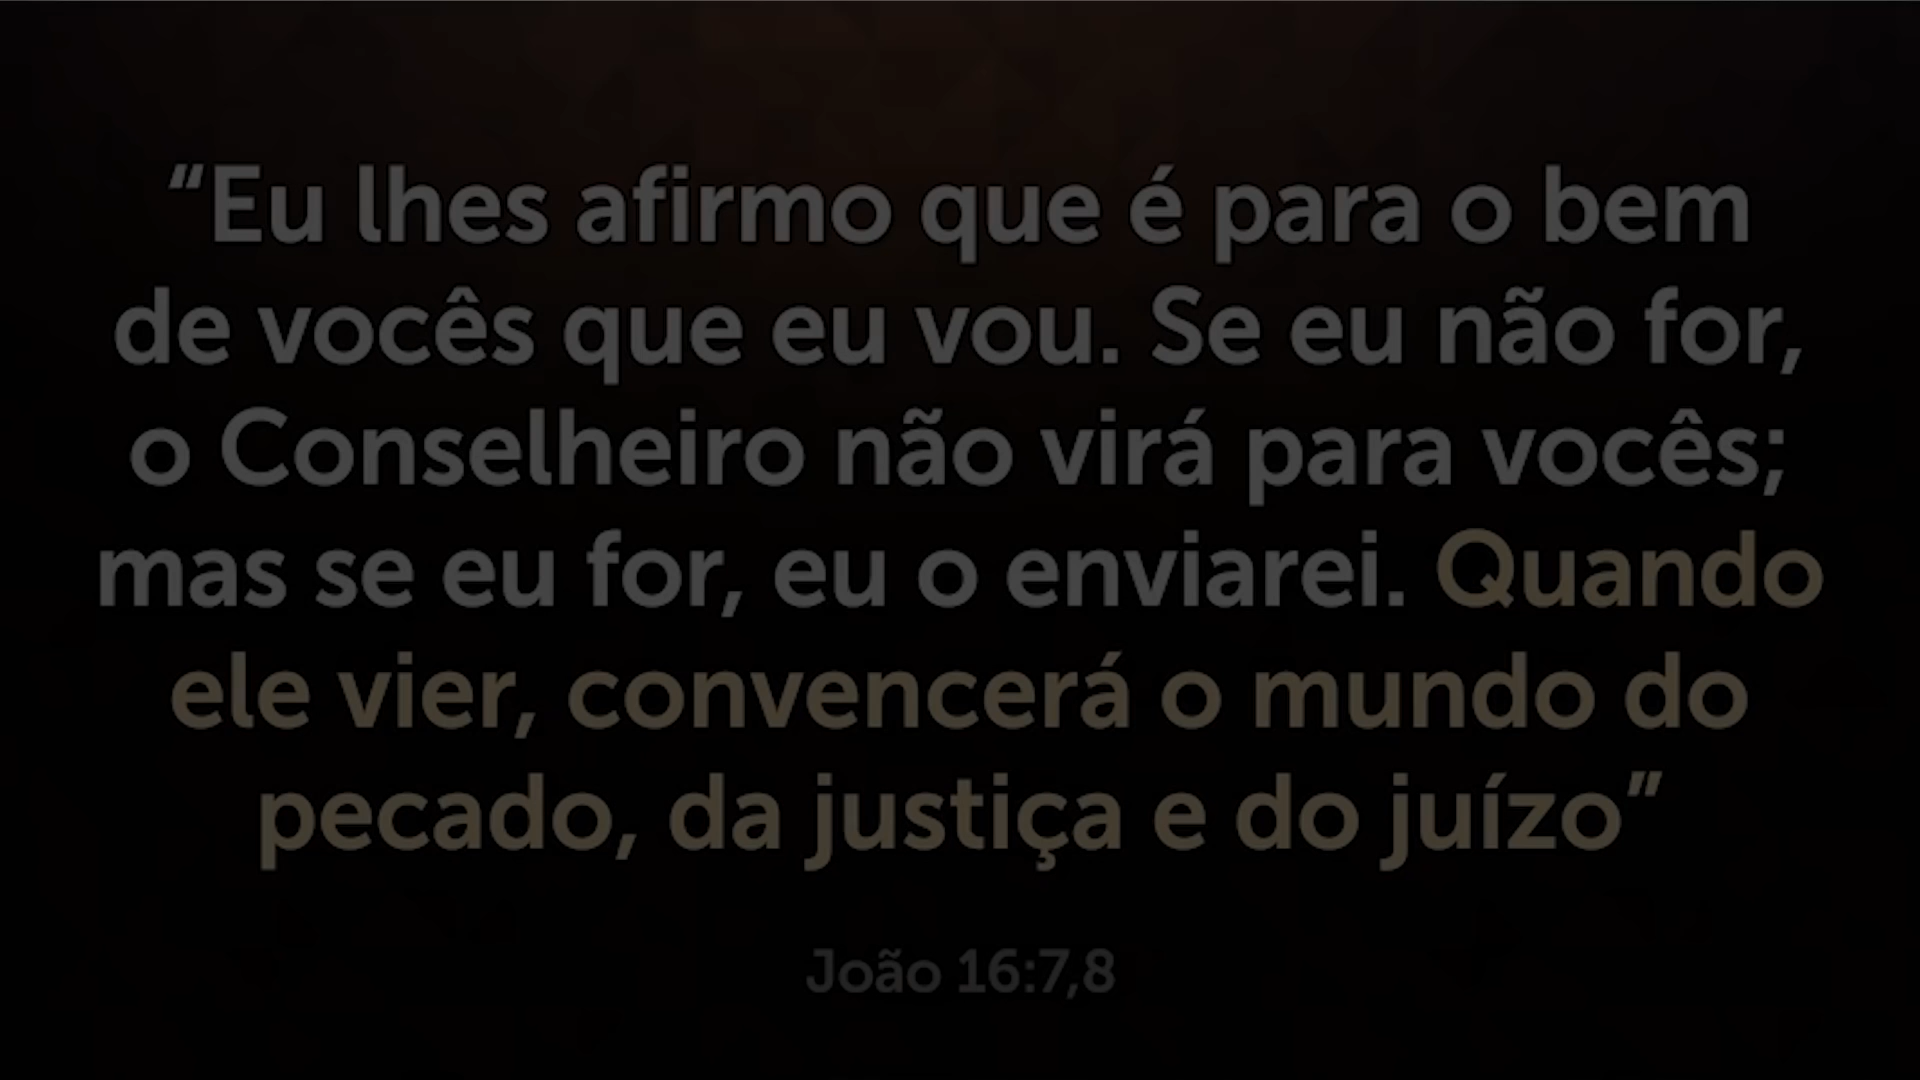 “Eu lhes afirmo que é para o bem
de vocês que eu vou. Se eu não for,
o Conselheiro não virá para vocês;
mas se eu for, eu o enviarei. Quando
ele vier, convencerá o mundo do
pecado, da justiça e do juízo”
João 16:7,8